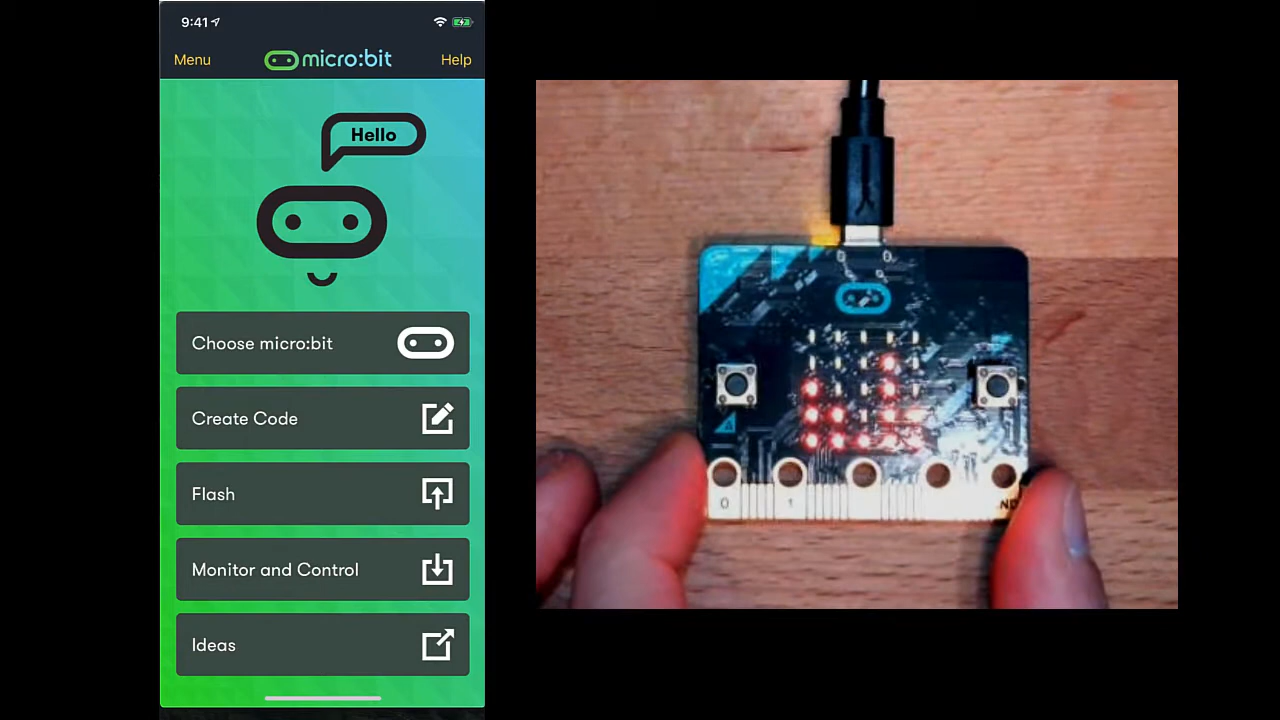 9:41
Menu
micro:bit
Help
Hello
Choose micro:bit
Create Code
Flash
Monitor and Control
Ideas
0
1